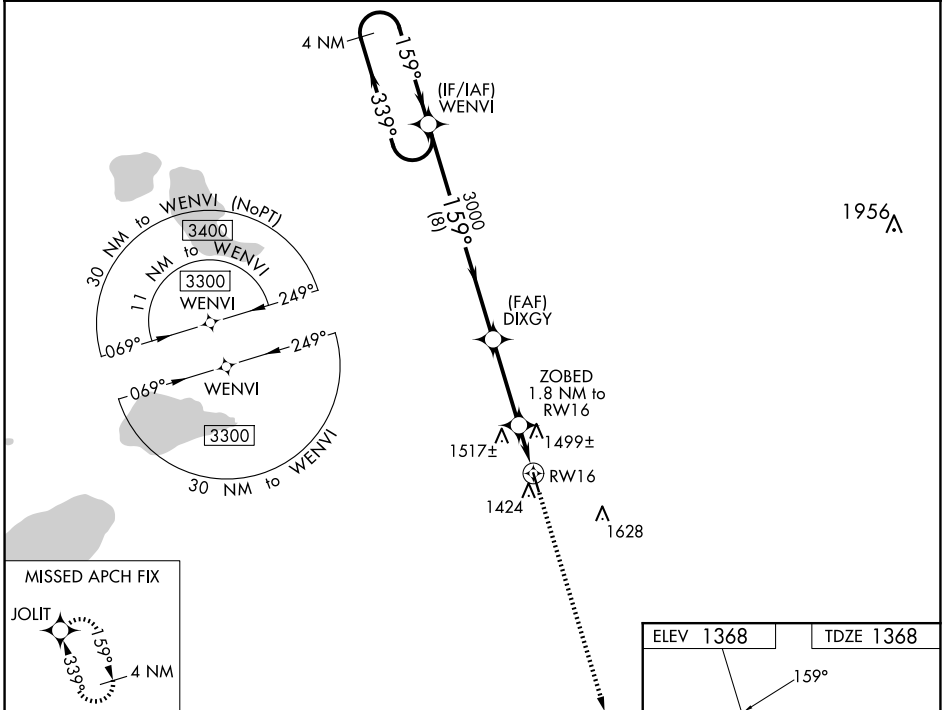 4 NM
159°
339°
(IF/IAF)
WENVI
3000
159°
(8)
1956
30 NM to WENVI (NoPT)
3400
11 NM to WENVI
3300
WENVI
249°
069°
249°
069°
WENVI
3300
30 NM to WENVI
(FAF)
DIXGY
ZOBED
1.8 NM to
RW16
1517±
1499±
RW16
1424
1628
MISSED APCH FIX
JOLIT
159°
339°
4 NM
ELEV 1368
TDZE 1368
159°